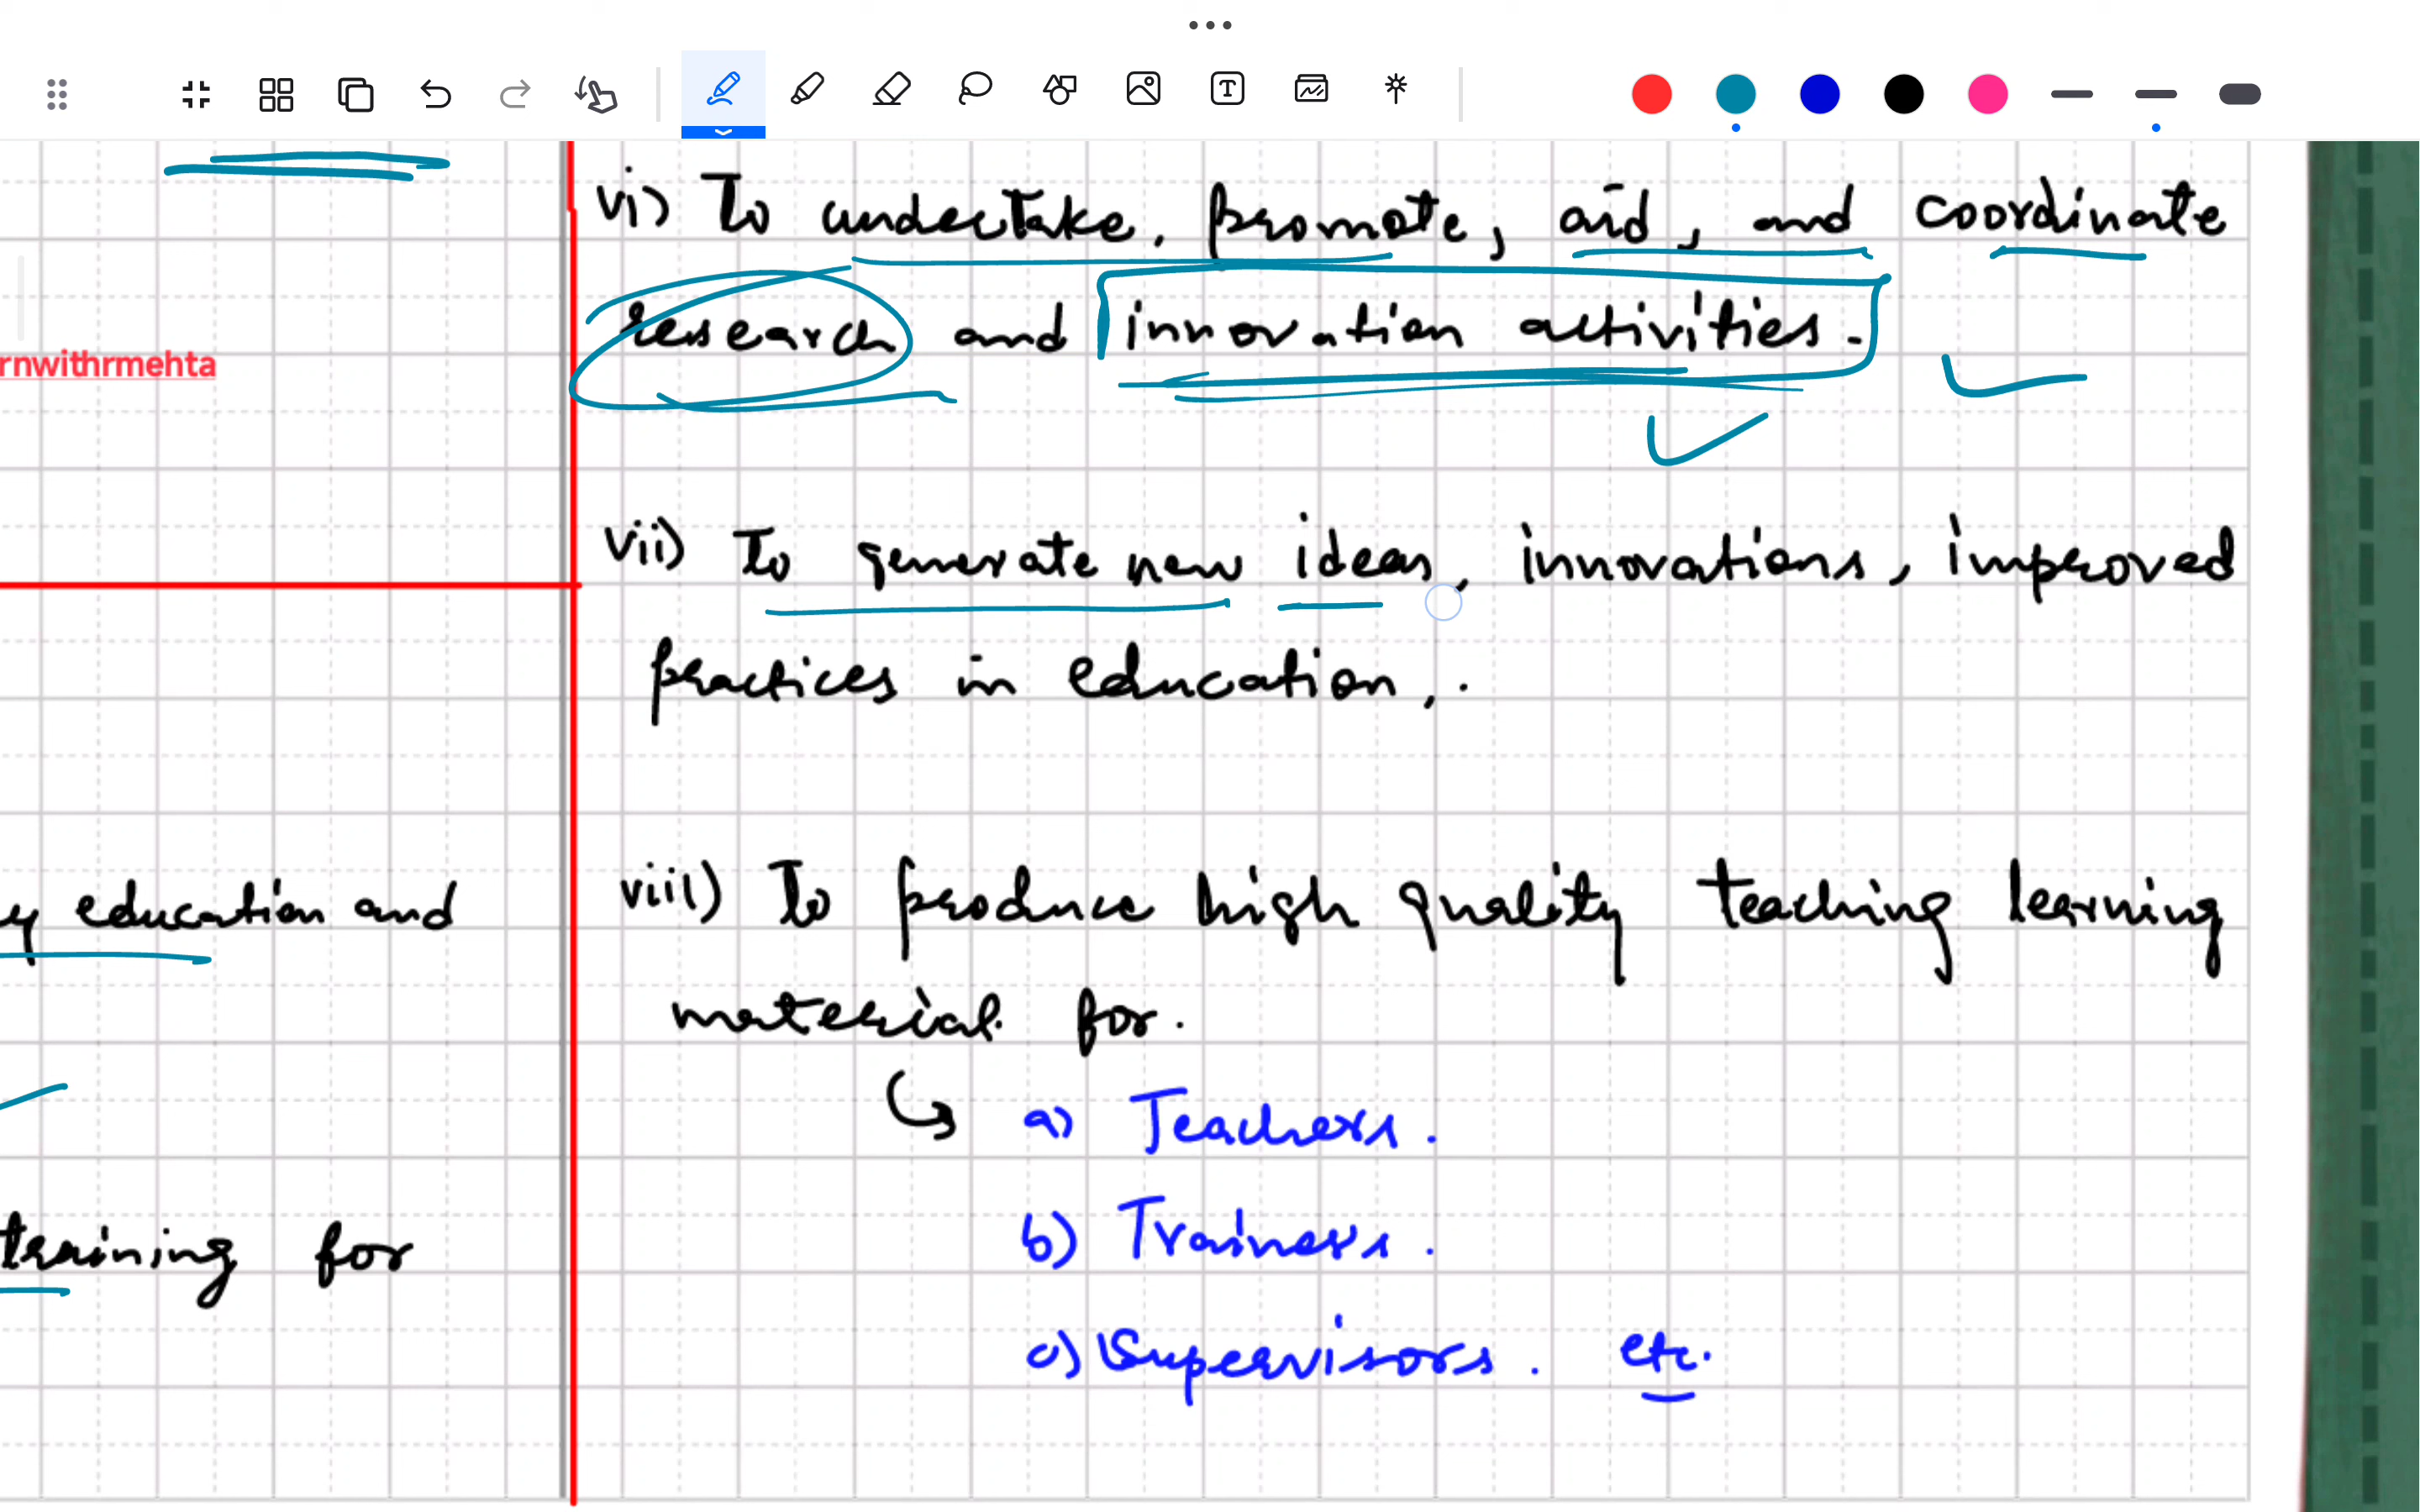 rnwithrmehta
y education and
training for
vi) To undertake, promote, aid, and coordinate
research and innovation activities.
vii) To generate new ideas, innovations, improved
practices in education,.
viii) To produce high quality teaching learning
material for.
a) Teachers.
b) Trainers.
c) Supervisors. etc.